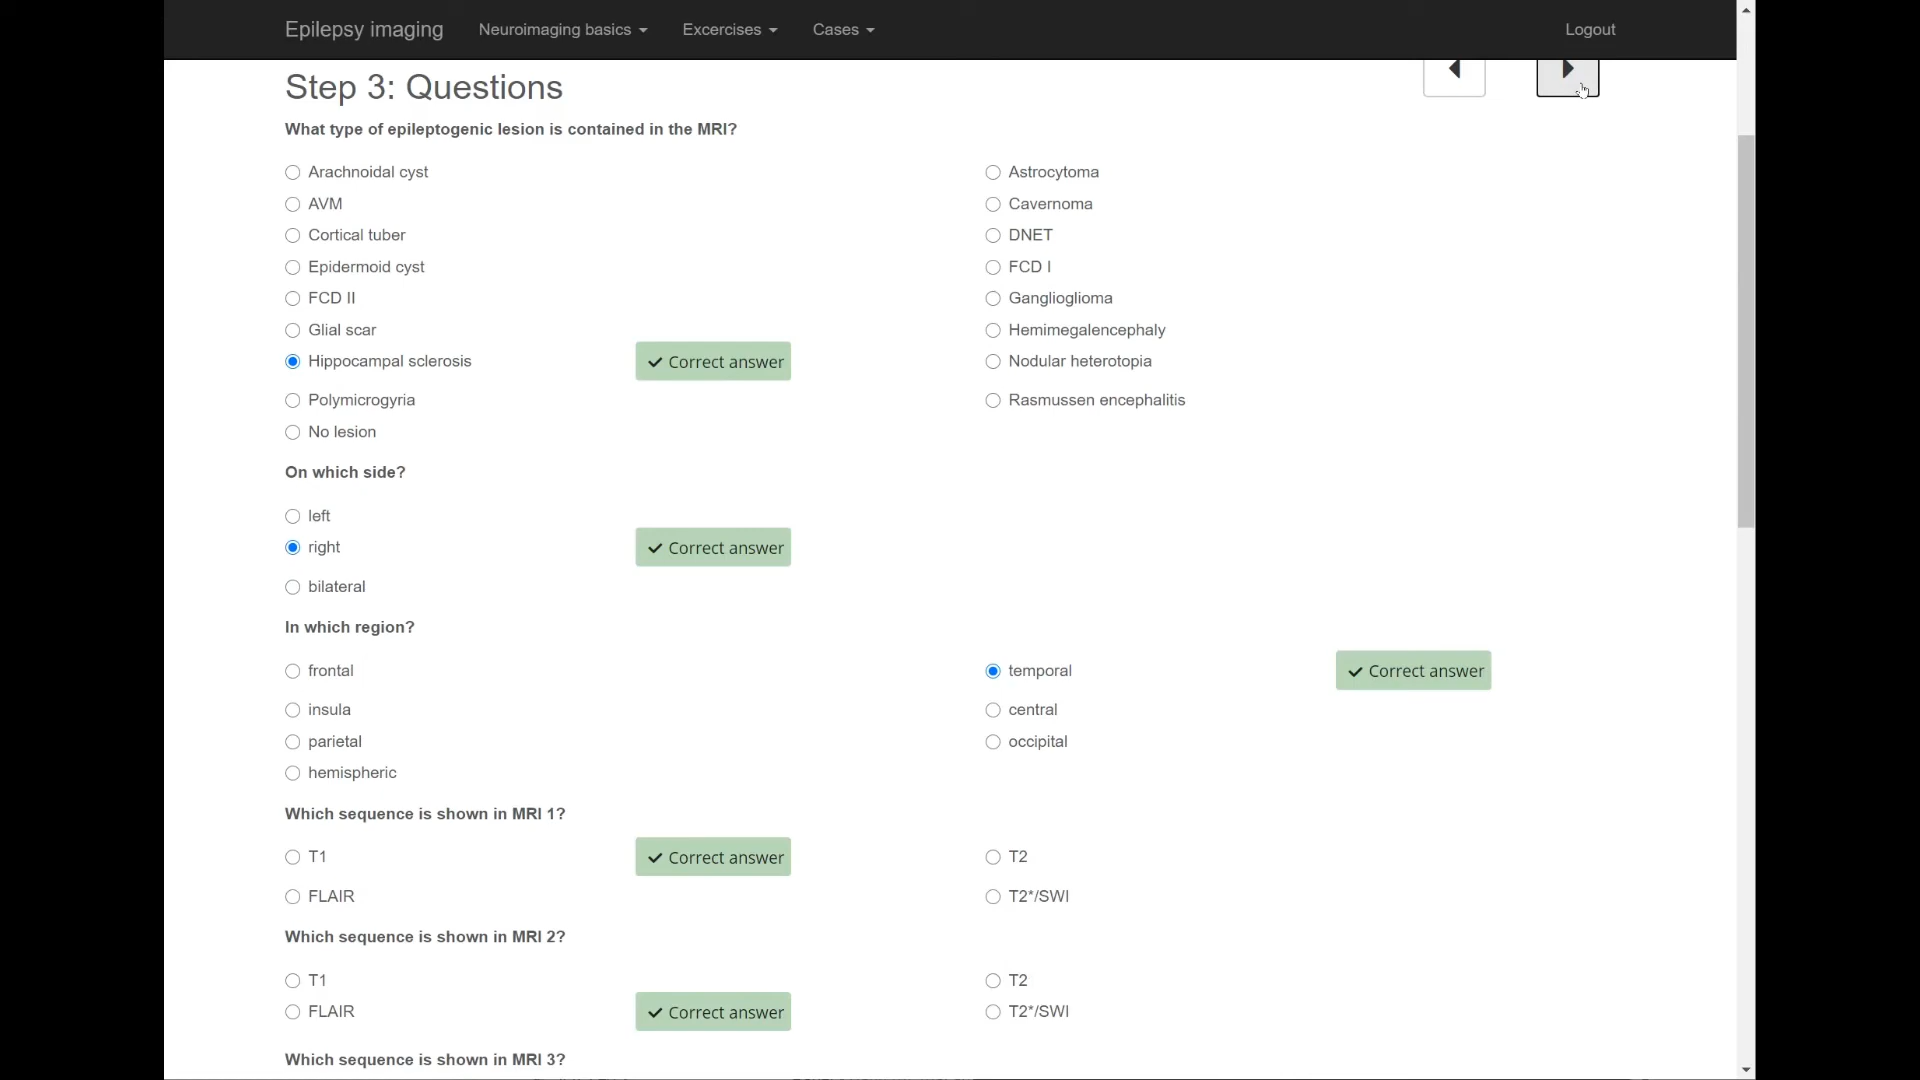 Epilepsy imaging Neuroimaging basics Excercises Cases Logout
Step 3: Questions
What type of epileptogenic lesion is contained in the MRI?
Arachnoidal cyst Astrocytoma
AVM Cavernoma
Cortical tuber DNET
Epidermoid cyst FCD I
FCD II Ganglioglioma
Glial scar Hemimegalencephaly
Hippocampal sclerosis Correct answer Nodular heterotopia
Polymicrogyria Rasmussen encephalitis
No lesion
On which side?
left
right Correct answer
bilateral
In which region?
frontal temporal Correct answer
insula central
parietal occipital
hemispheric
Which sequence is shown in MRI 1?
T1 Correct answer T2
FLAIR T2*/SWI
Which sequence is shown in MRI 2?
T1 T2
FLAIR Correct answer T2*/SWI
Which sequence is shown in MRI 3?